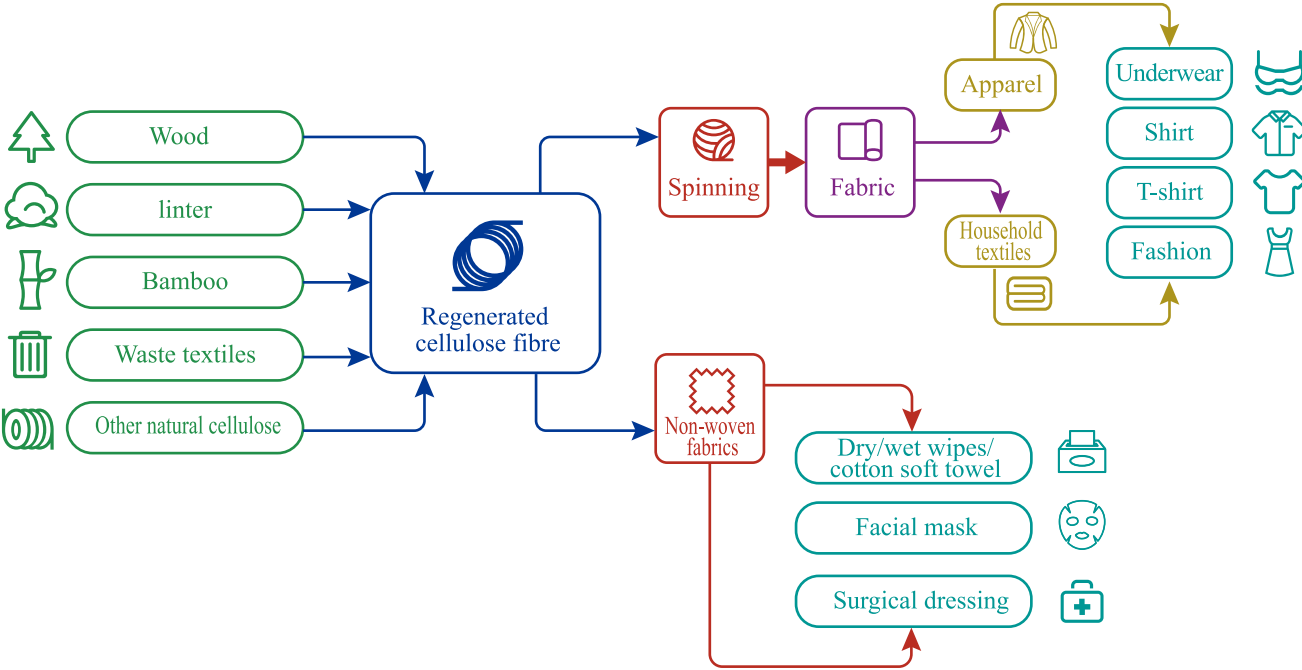 Wood
linter
Bamboo
Waste textiles
Other natural cellulose
Regenerated
cellulose fibre
Spinning
Fabric
Apparel
Household
textiles
Underwear
Shirt
T-shirt
Fashion
Non-woven
fabrics
Dry/wet wipes/
cotton soft towel
Facial mask
Surgical dressing